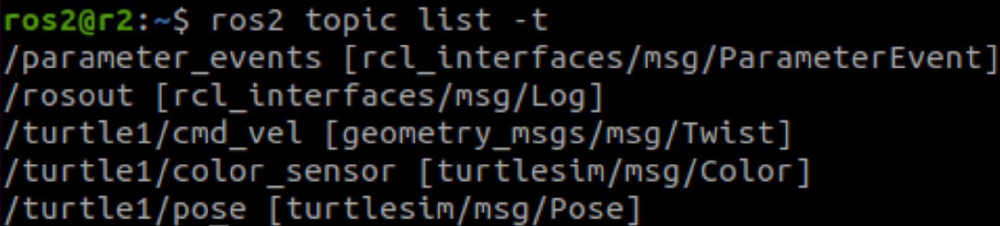 ros2@r2:~$ ros2 topic list -t
/parameter_events [rcl_interfaces/msg/ParameterEvent]
/rosout [rcl_interfaces/msg/Log]
/turtle1/cmd_vel [geometry_msgs/msg/Twist]
/turtle1/color_sensor [turtlesim/msg/Color]
/turtle1/pose [turtlesim/msg/Pose]